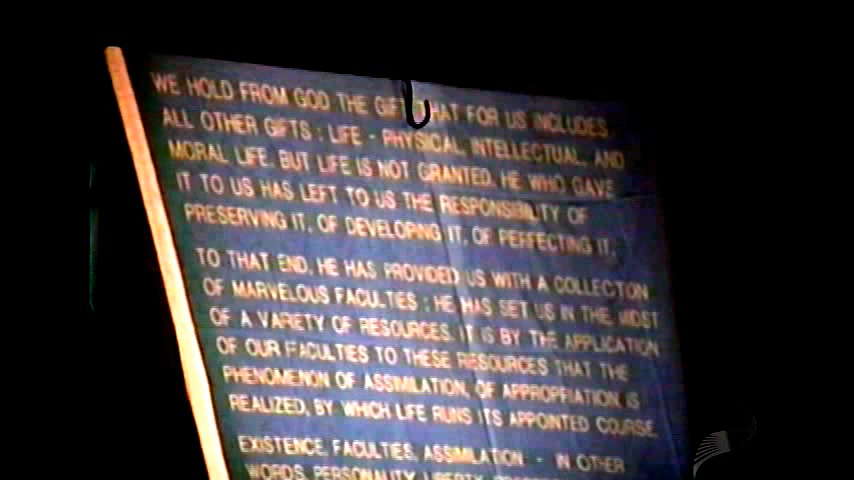 WE HOLD FROM GOD THE GIFT THAT FOR US INCLUDES
ALL OTHER GIFTS : LIFE - PHYSICAL, INTELLECTUAL, AND
MORAL LIFE. BUT LIFE IS NOT GRANTED. HE WHO GAVE
IT TO US HAS LEFT TO US THE RESPONSIBILITY OF
PRESERVING IT, OF DEVELOPING IT, OF PERFECTING IT.
TO THAT END, HE HAS PROVIDED US WITH A COLLECTION
OF MARVELOUS FACULTIES ; HE HAS SET US IN THE MIDST
OF A VARIETY OF RESOURCES. IT IS BY THE APPLICATION
OF OUR FACULTIES TO THESE RESOURCES THAT THE
PHENOMENON OF ASSIMILATION, OF APPROPRIATION IS
REALIZED, BY WHICH LIFE RUNS ITS APPOINTED COURSE.
EXISTENCE, FACULTIES, ASSIMILATION - IN OTHER
WORDS, PERSONALITY, LIBERTY,